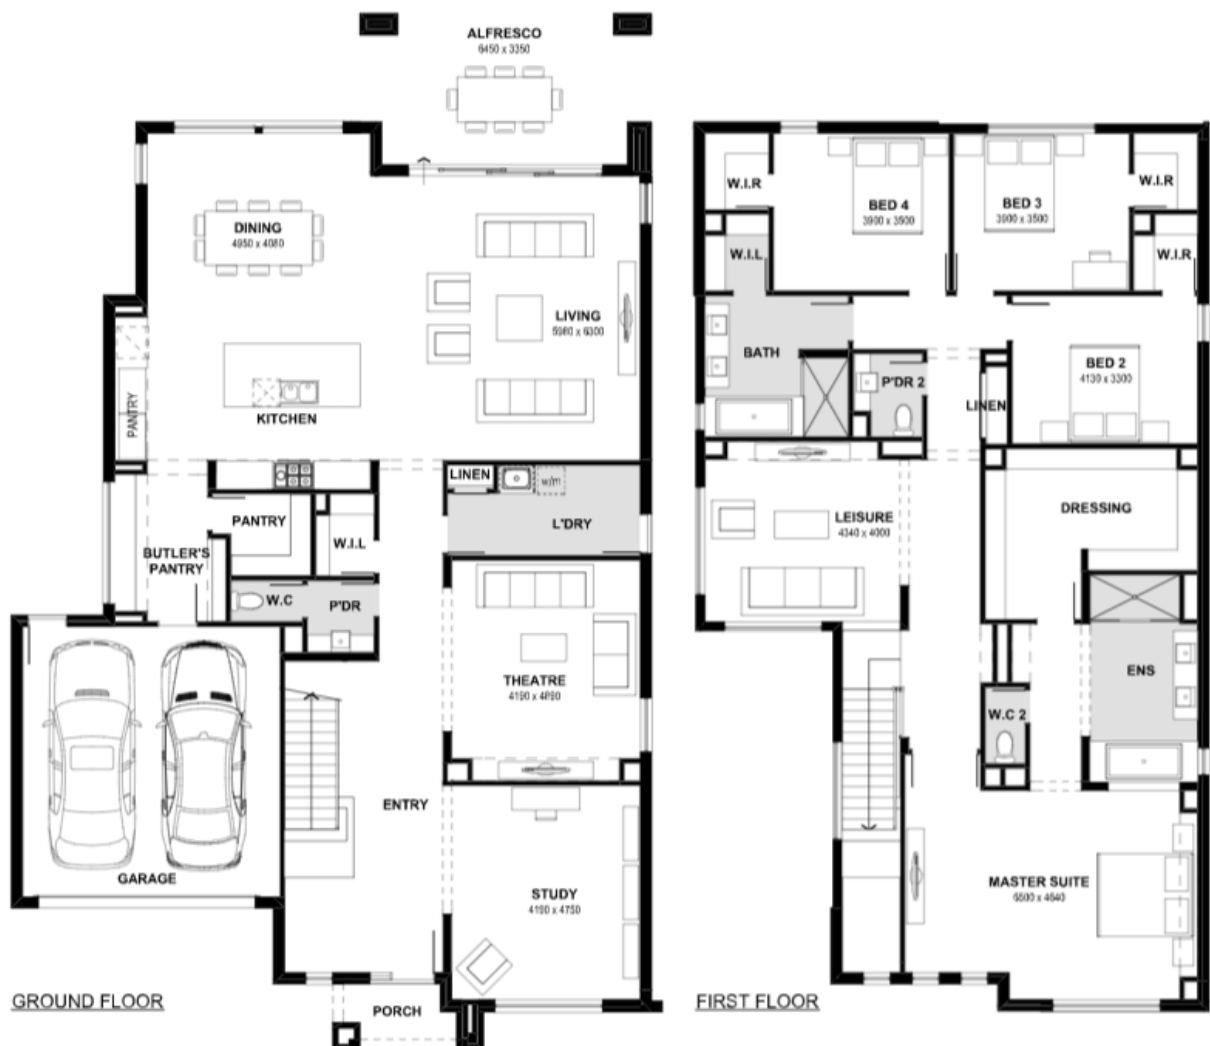 ALFRESCO
6450 x 3350
DINING
4950 x 4080
LIVING
5980 x 6300
PANTRY
KITCHEN
LINEN
w/m
L'DRY
PANTRY
W.I.L
BUTLER'S
PANTRY
W.C
P'DR
THEATRE
4190 x 4890
ENTRY
GARAGE
STUDY
4190 x 4750
PORCH
GROUND FLOOR
W.I.R
BED 4
3900 x 3900
BED 3
3900 x 3500
W.I.R
W.I.L
W.I.R
BATH
P'DR 2
BED 2
4130 x 3300
LINEN
LEISURE
4340 x 4000
DRESSING
ENS
W.C 2
MASTER SUITE
6500 x 4640
FIRST FLOOR